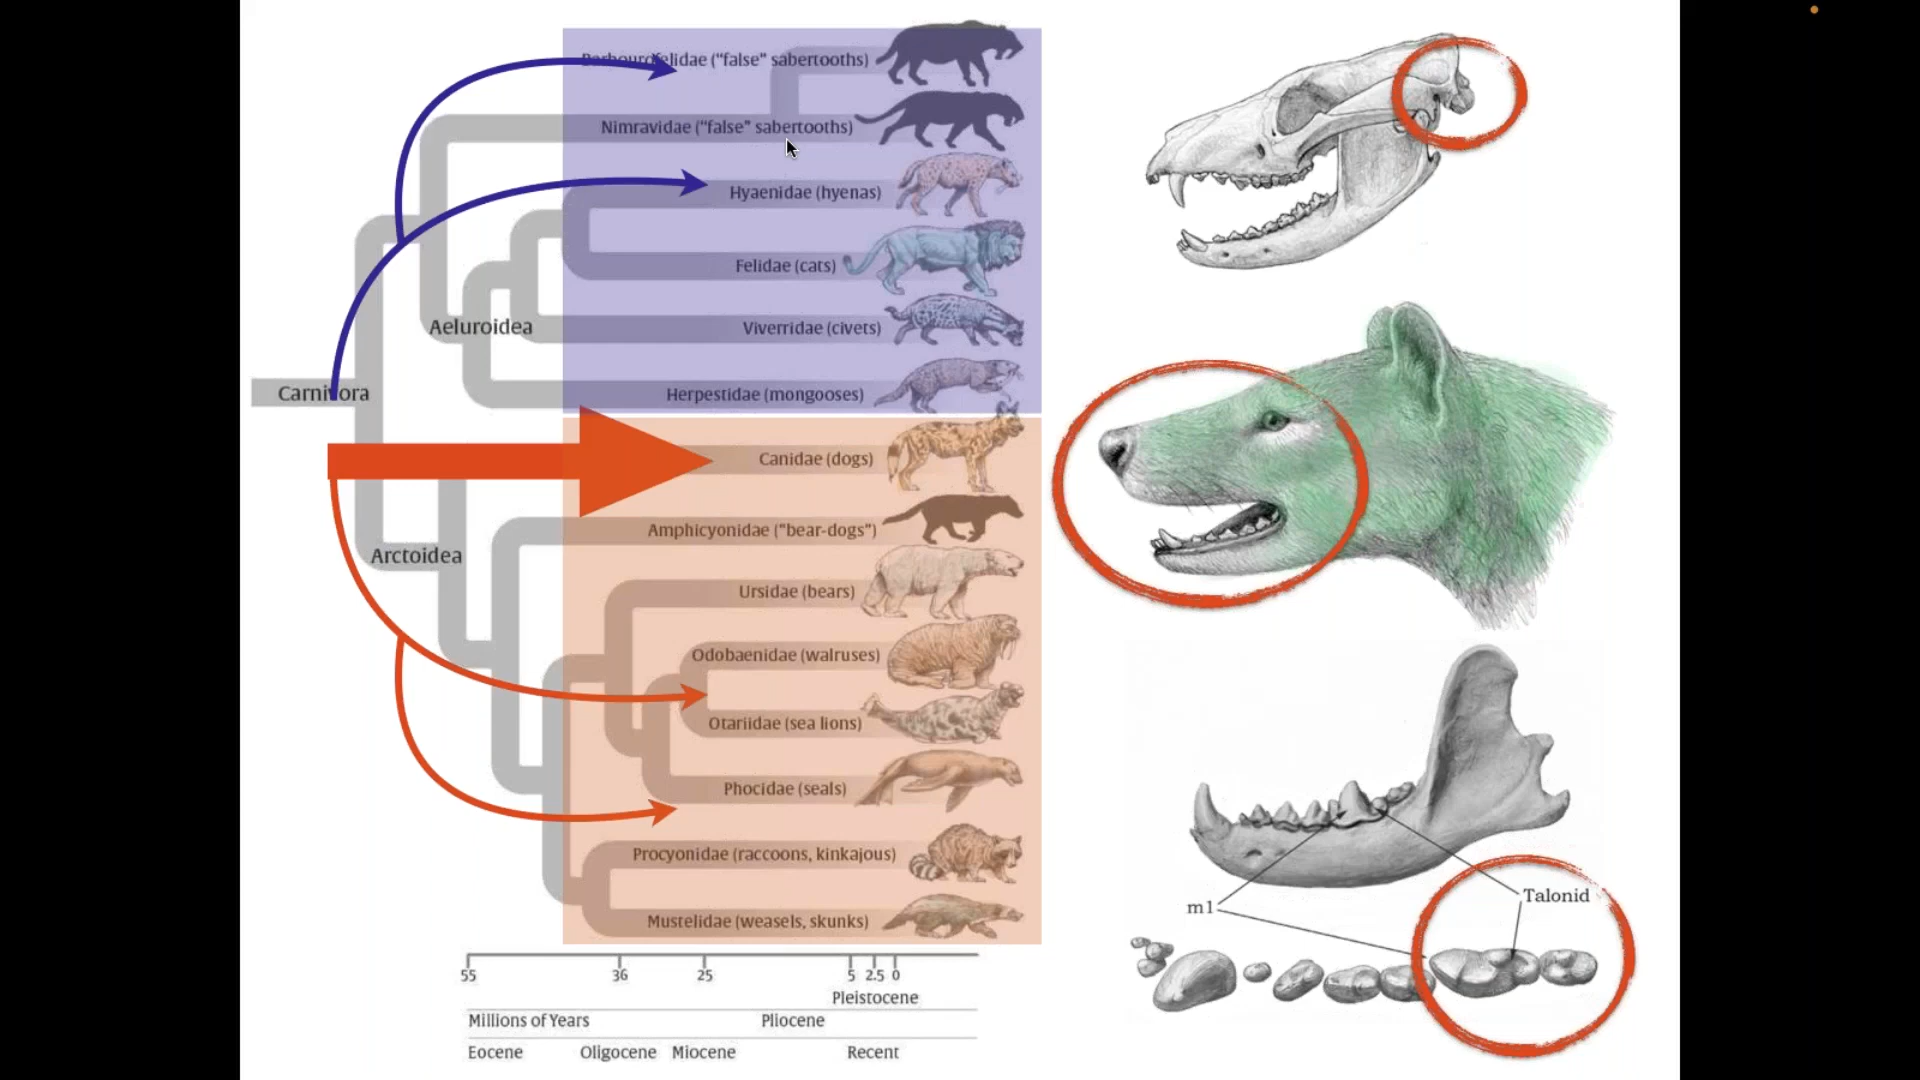 Barbourofelidae ("false" sabertooths)
Nimravidae ("false" sabertooths)
Hyaenidae (hyenas)
Felidae (cats)
Aeluroidea
Viverridae (civets)
Carnivora
Herpestidae (mongooses)
Canidae (dogs)
Amphicyonidae ("bear-dogs")
Arctoidea
Ursidae (bears)
Odobaenidae (walruses)
Otariidae (sea lions)
Phocidae (seals)
Procyonidae (raccoons, kinkajous)
Mustelidae (weasels, skunks)
55 36 25 5 2.5 0
Pleistocene
Millions of Years Pliocene
Eocene Oligocene Miocene Recent
m1
Talonid